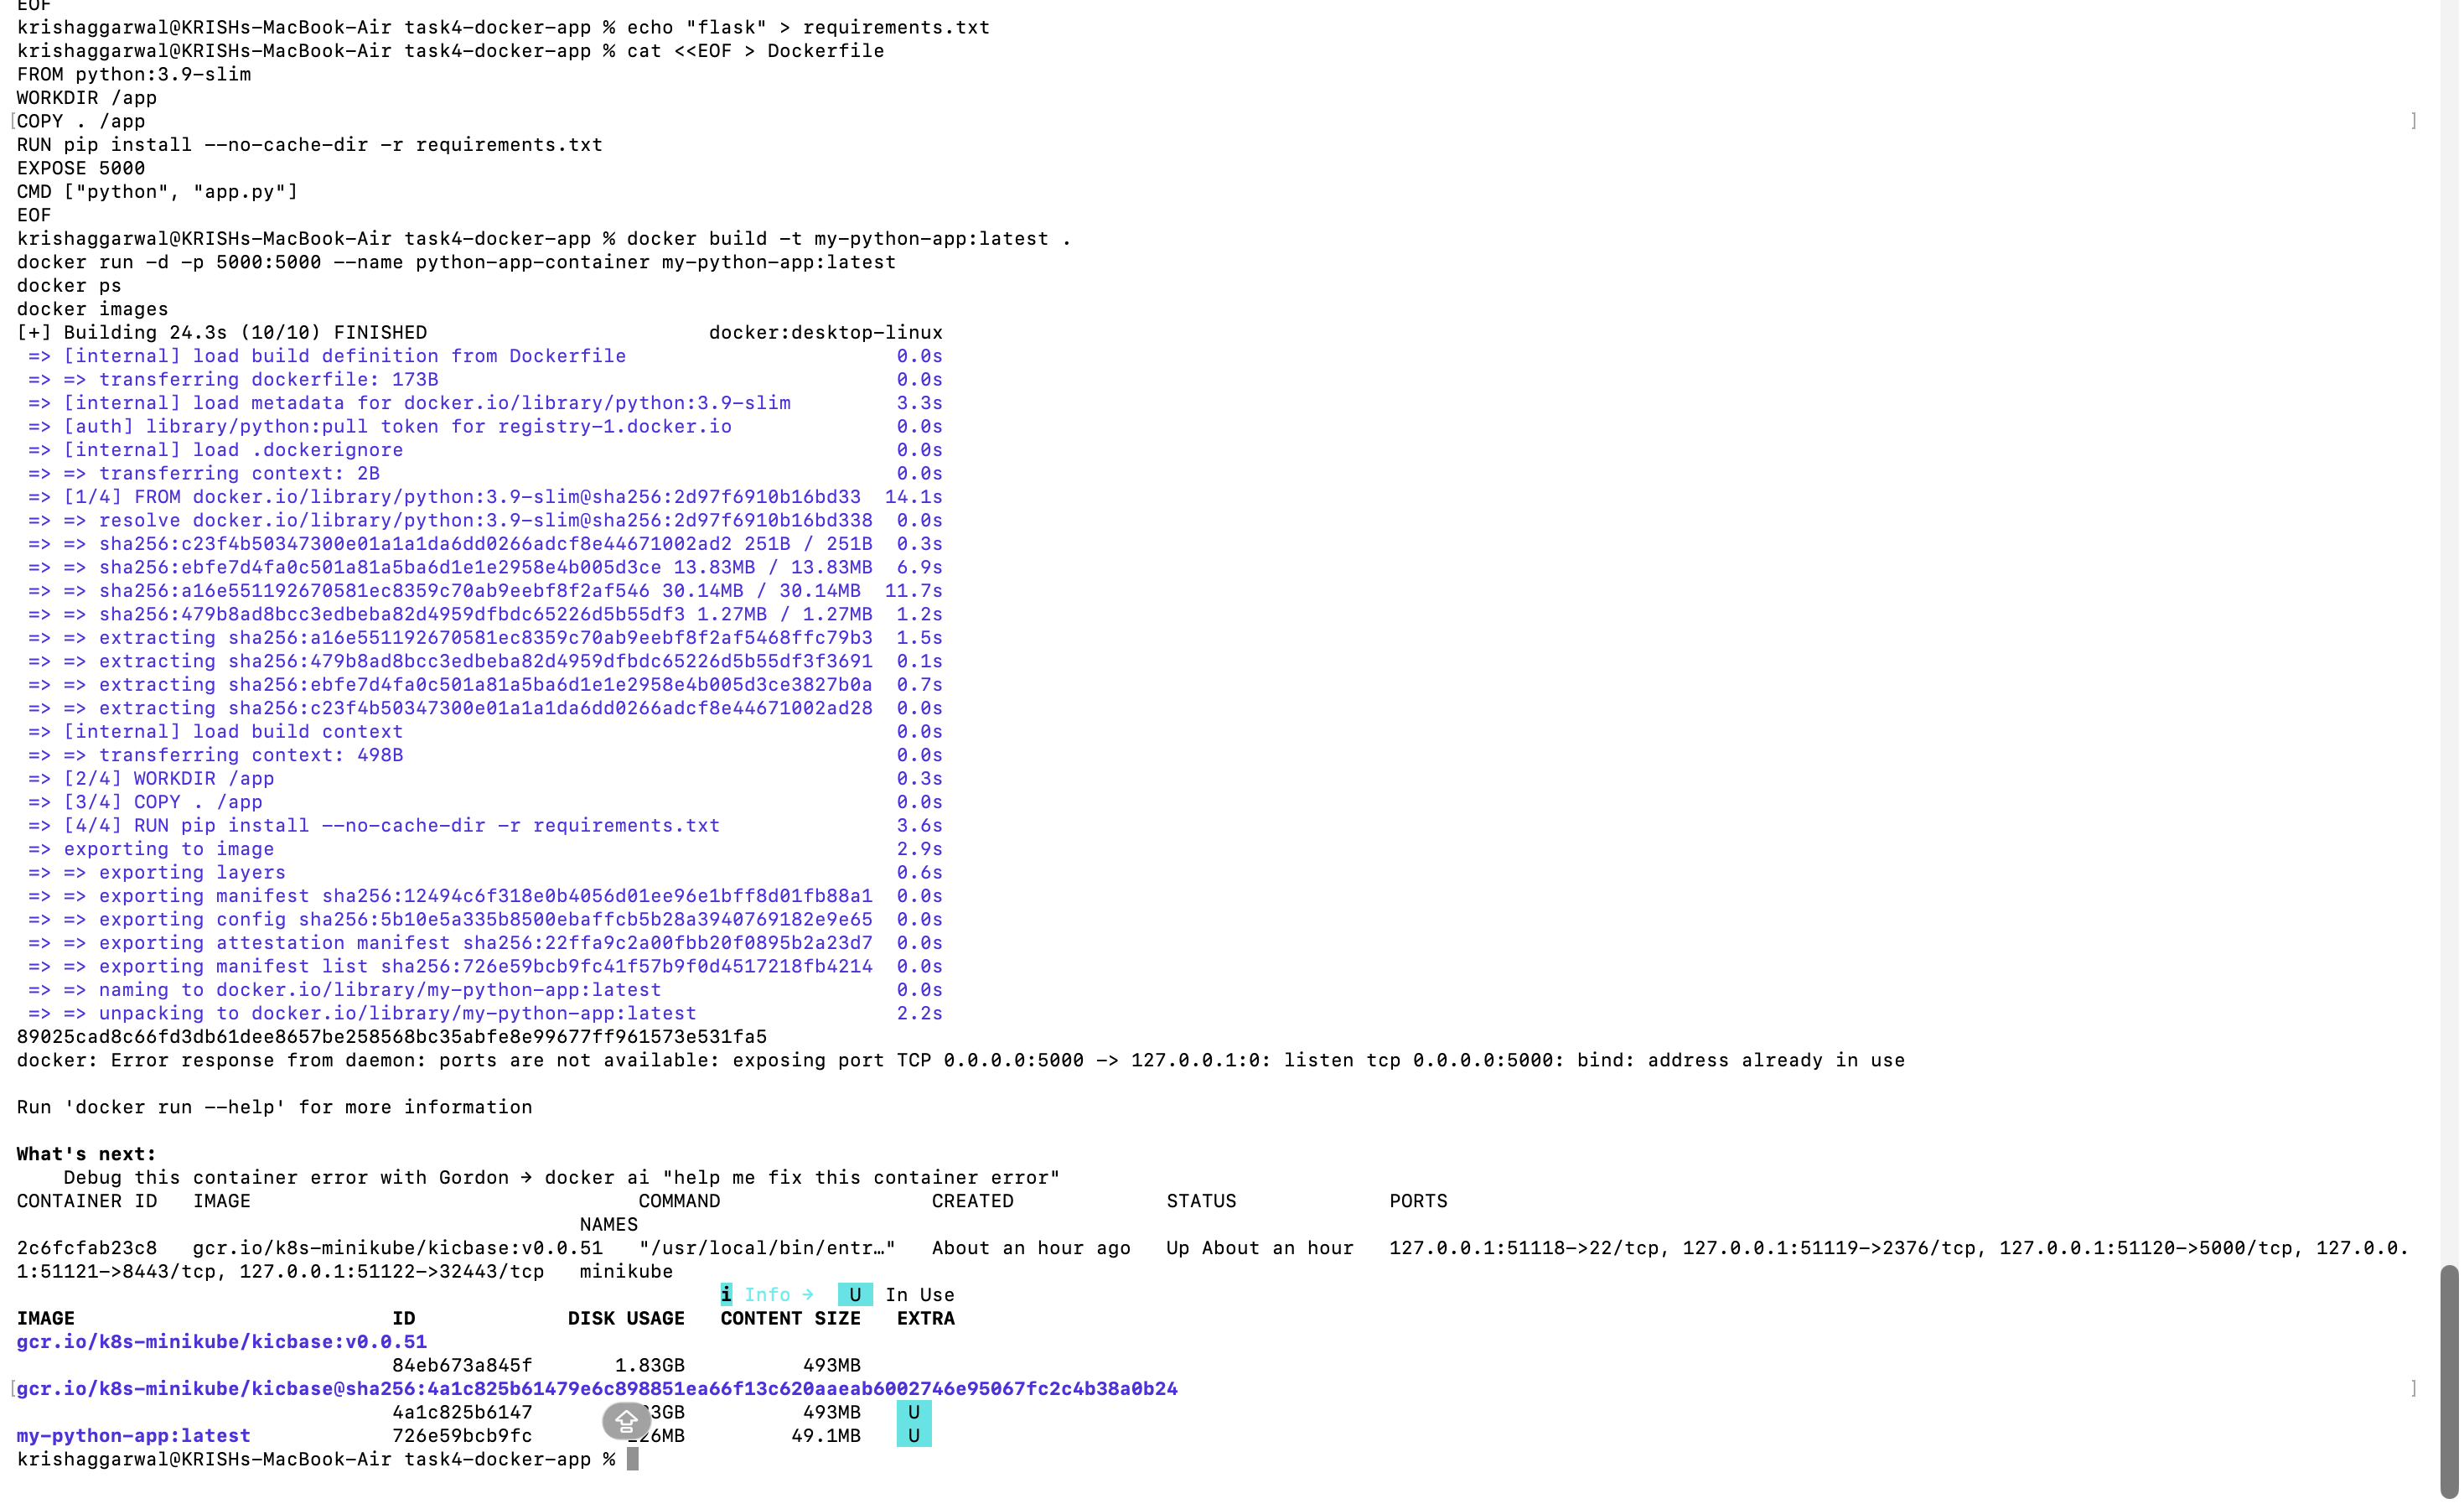 EOF
krishaggarwal@KRISHs-MacBook-Air task4-docker-app % echo "flask" > requirements.txt
krishaggarwal@KRISHs-MacBook-Air task4-docker-app % cat <<EOF > Dockerfile
FROM python:3.9-slim
WORKDIR /app
[COPY . /app ]
RUN pip install --no-cache-dir -r requirements.txt
EXPOSE 5000
CMD ["python", "app.py"]
EOF
krishaggarwal@KRISHs-MacBook-Air task4-docker-app % docker build -t my-python-app:latest .
docker run -d -p 5000:5000 --name python-app-container my-python-app:latest
docker ps
docker images
[+] Building 24.3s (10/10) FINISHED docker:desktop-linux
=> [internal] load build definition from Dockerfile 0.0s
=> => transferring dockerfile: 173B 0.0s
=> [internal] load metadata for docker.io/library/python:3.9-slim 3.3s
=> [auth] library/python:pull token for registry-1.docker.io 0.0s
=> [internal] load .dockerignore 0.0s
=> => transferring context: 2B 0.0s
=> [1/4] FROM docker.io/library/python:3.9-slim@sha256:2d97f6910b16bd33 14.1s
=> => resolve docker.io/library/python:3.9-slim@sha256:2d97f6910b16bd338 0.0s
=> => sha256:c23f4b50347300e01a1a1da6dd0266adcf8e44671002ad2 251B / 251B 0.3s
=> => sha256:ebfe7d4fa0c501a81a5ba6d1e1e2958e4b005d3ce 13.83MB / 13.83MB 6.9s
=> => sha256:a16e551192670581ec8359c70ab9eebf8f2af546 30.14MB / 30.14MB 11.7s
=> => sha256:479b8ad8bcc3edbeba82d4959dfbdc65226d5b55df3 1.27MB / 1.27MB 1.2s
=> => extracting sha256:a16e551192670581ec8359c70ab9eebf8f2af5468ffc79b3 1.5s
=> => extracting sha256:479b8ad8bcc3edbeba82d4959dfbdc65226d5b55df3f3691 0.1s
=> => extracting sha256:ebfe7d4fa0c501a81a5ba6d1e1e2958e4b005d3ce3827b0a 0.7s
=> => extracting sha256:c23f4b50347300e01a1a1da6dd0266adcf8e44671002ad28 0.0s
=> [internal] load build context 0.0s
=> => transferring context: 498B 0.0s
=> [2/4] WORKDIR /app 0.3s
=> [3/4] COPY . /app 0.0s
=> [4/4] RUN pip install --no-cache-dir -r requirements.txt 3.6s
=> exporting to image 2.9s
=> => exporting layers 0.6s
=> => exporting manifest sha256:12494c6f318e0b4056d01ee96e1bff8d01fb88a1 0.0s
=> => exporting config sha256:5b10e5a335b8500ebaffcb5b28a3940769182e9e65 0.0s
=> => exporting attestation manifest sha256:22ffa9c2a00fbb20f0895b2a23d7 0.0s
=> => exporting manifest list sha256:726e59bcb9fc41f57b9f0d4517218fb4214 0.0s
=> => naming to docker.io/library/my-python-app:latest 0.0s
=> => unpacking to docker.io/library/my-python-app:latest 2.2s
89025cad8c66fd3db61dee8657be258568bc35abfe8e99677ff961573e531fa5
docker: Error response from daemon: ports are not available: exposing port TCP 0.0.0.0:5000 -> 127.0.0.1:0: listen tcp 0.0.0.0:5000: bind: address already in use
Run 'docker run --help' for more information
What's next:
Debug this container error with Gordon → docker ai "help me fix this container error"
CONTAINER ID IMAGE COMMAND CREATED STATUS PORTS
NAMES
2c6fcfab23c8 gcr.io/k8s-minikube/kicbase:v0.0.51 "/usr/local/bin/entr…" About an hour ago Up About an hour 127.0.0.1:51118->22/tcp, 127.0.0.1:51119->2376/tcp, 127.0.0.1:51120->5000/tcp, 127.0.0.
1:51121->8443/tcp, 127.0.0.1:51122->32443/tcp minikube
i Info → U In Use
IMAGE ID DISK USAGE CONTENT SIZE EXTRA
gcr.io/k8s-minikube/kicbase:v0.0.51
84eb673a845f 1.83GB 493MB
[gcr.io/k8s-minikube/kicbase@sha256:4a1c825b61479e6c898851ea66f13c620aaeab6002746e95067fc2c4b38a0b24 ]
4a1c825b6147 3GB 493MB U
my-python-app:latest 726e59bcb9fc 26MB 49.1MB U
krishaggarwal@KRISHs-MacBook-Air task4-docker-app %